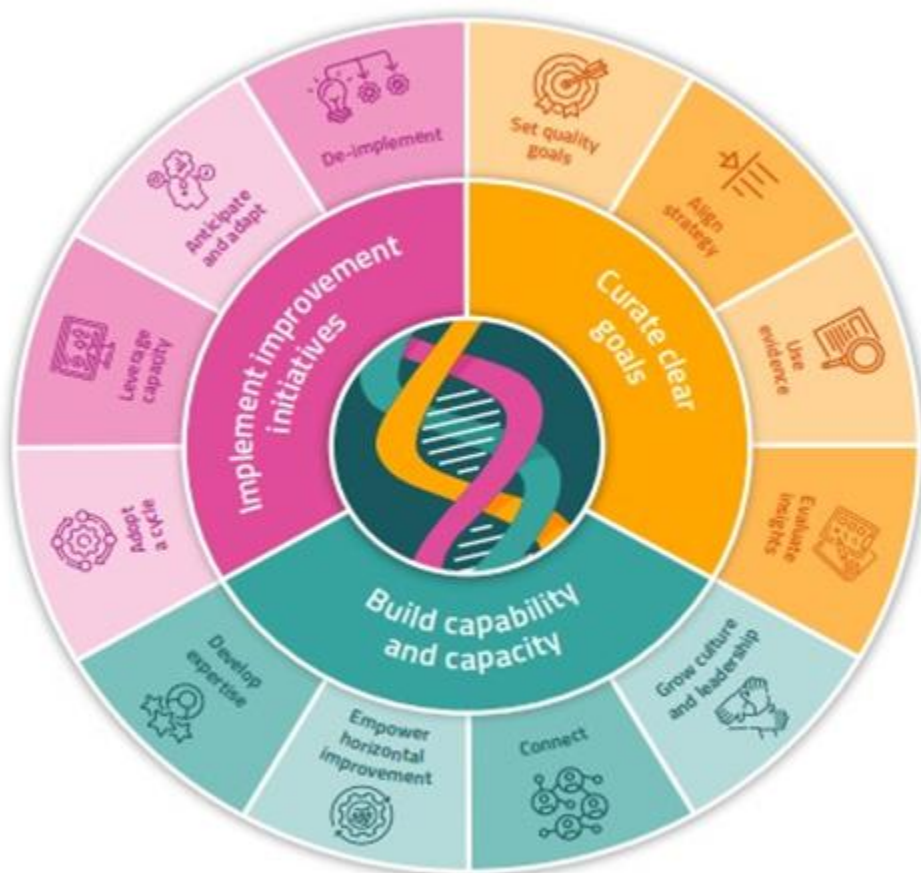 De-implement
Set quality
goals
Anticipate
and adapt
Align
strategy
Leverage
capacity
Use
evidence
Adopt
a cycle
Evaluate
insights
Implement improvement
initiatives
Curate clear
goals
Build capability
and capacity
Develop
expertise
Empower
horizontal
improvement
Connect
Grow culture
and leadership